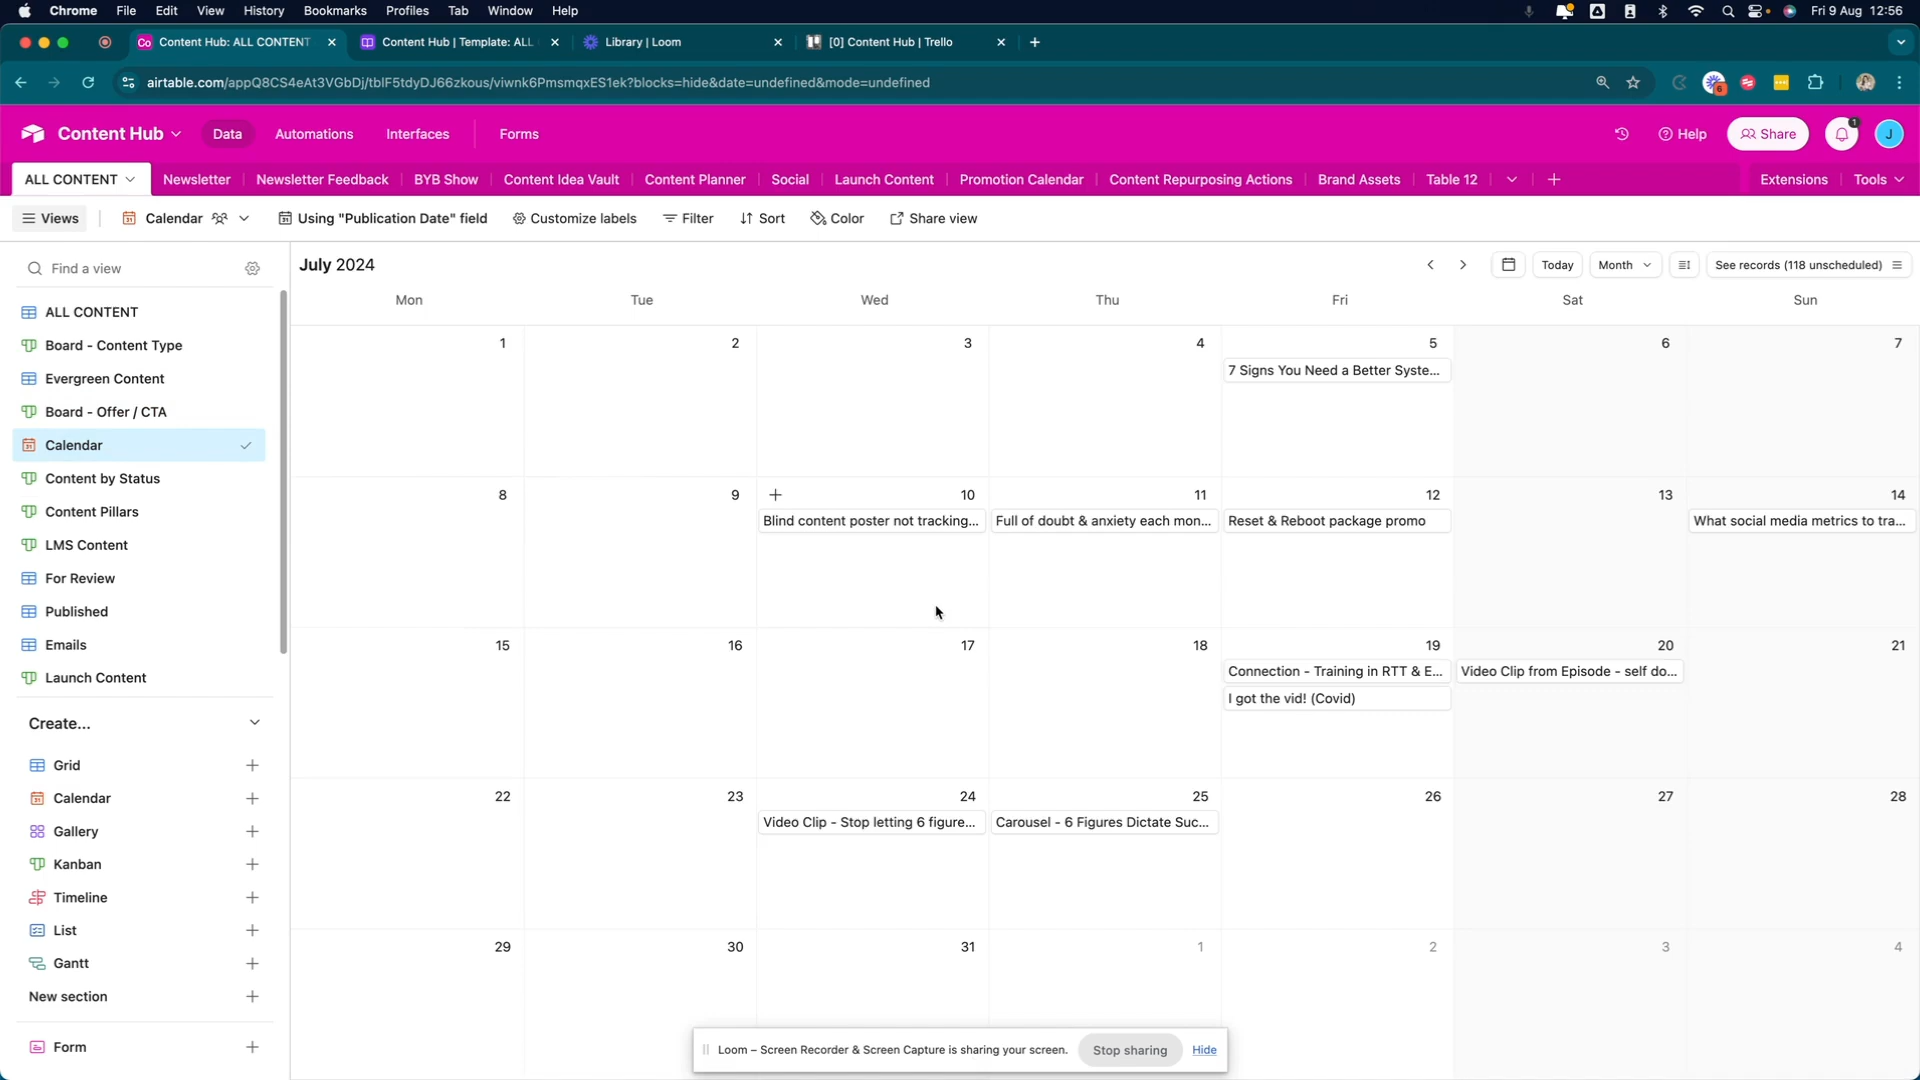 Chrome File Edit View History Bookmarks Profiles Tab Window Help Fri 9 Aug 12:56
Co Content Hub: ALL CONTENT Content Hub | Template: ALL Library | Loom [0] Content Hub | Trello
airtable.com/appQ8CS4eAt3VGbDj/tblF5tdyDJ66zkous/viwnk6PmsmqxES1ek?blocks=hide&date=undefined&mode=undefined 6
Content Hub Data Automations Interfaces Forms Help Share 1 J
ALL CONTENT Newsletter Newsletter Feedback BYB Show Content Idea Vault Content Planner Social Launch Content Promotion Calendar Content Repurposing Actions Brand Assets Table 12 Extensions Tools
Views Calendar Using "Publication Date" field Customize labels Filter Sort Color Share view
Find a view
ALL CONTENT
Board - Content Type
Evergreen Content
Board - Offer / CTA
Calendar
Content by Status
Content Pillars
LMS Content
For Review
Published
Emails
Launch Content
Create...
Grid
Calendar
Gallery
Kanban
Timeline
List
Gantt
New section
Form
July 2024 Today Month See records (118 unscheduled)
Mon Tue Wed Thu Fri Sat Sun
1 2 3 4 5 6 7
7 Signs You Need a Better Syste...
8 9 10 11 12 13 14
Blind content poster not tracking... Full of doubt & anxiety each mon... Reset & Reboot package promo What social media metrics to tra...
15 16 17 18 19 20 21
Connection - Training in RTT & E... Video Clip from Episode - self do...
I got the vid! (Covid)
22 23 24 25 26 27 28
Video Clip - Stop letting 6 figure... Carousel - 6 Figures Dictate Suc...
29 30 31 1 2 3 4
Loom – Screen Recorder & Screen Capture is sharing your screen. Stop sharing Hide